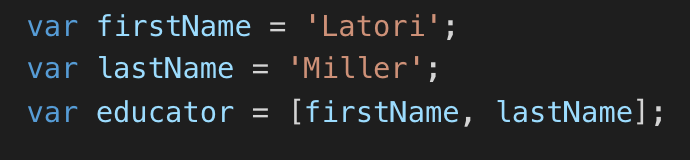 var firstName = 'Latori';
var lastName = 'Miller';
var educator = [firstName, lastName];